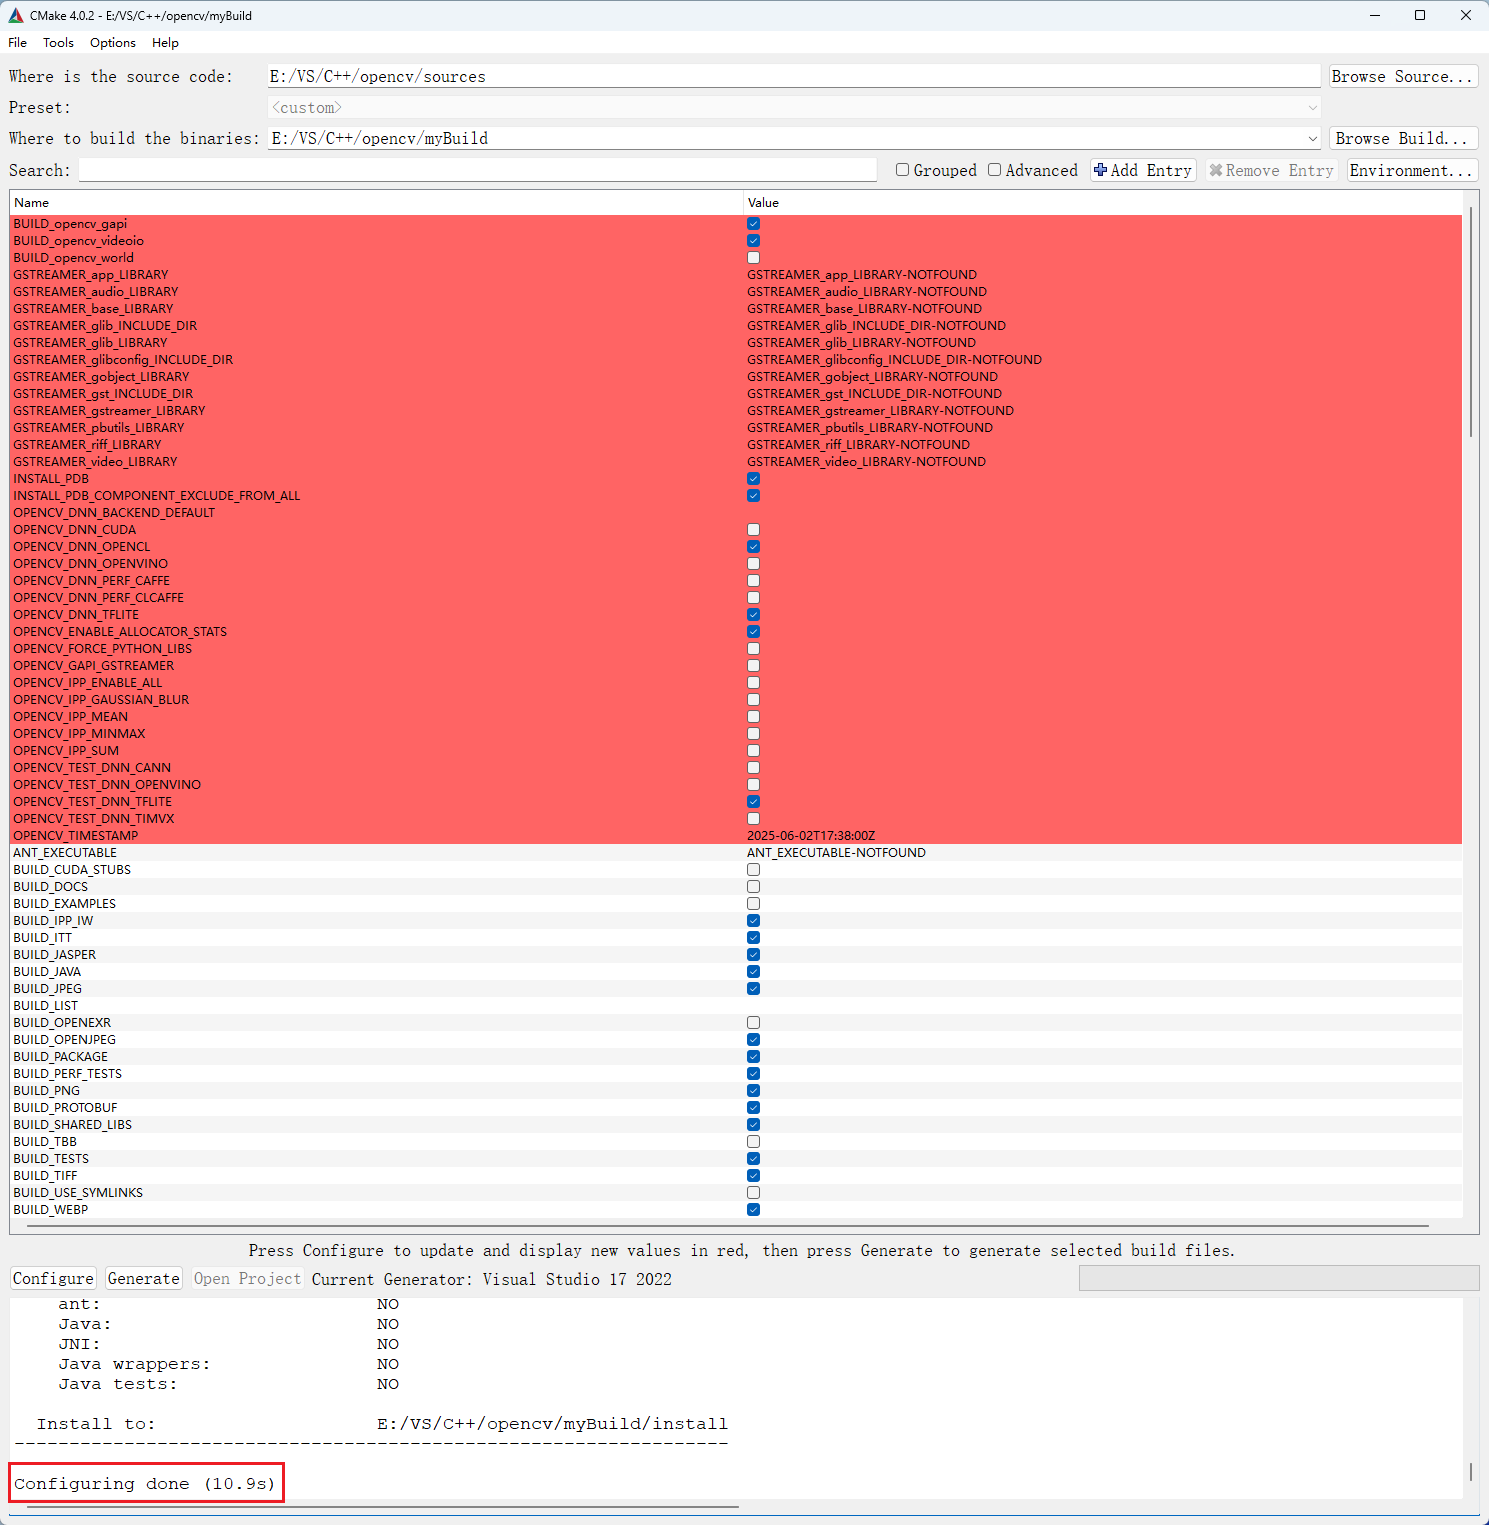 CMake 4.0.2 - E:/VS/C++/opencv/myBuild
File Tools Options Help
Where is the source code: E:/VS/C++/opencv/sources Browse Source...
Preset: <custom>
Where to build the binaries: E:/VS/C++/opencv/myBuild Browse Build...
Search: Grouped Advanced Add Entry Remove Entry Environment...
Name Value
BUILD_opencv_gapi
BUILD_opencv_videoio
BUILD_opencv_world
GSTREAMER_app_LIBRARY GSTREAMER_app_LIBRARY-NOTFOUND
GSTREAMER_audio_LIBRARY GSTREAMER_audio_LIBRARY-NOTFOUND
GSTREAMER_base_LIBRARY GSTREAMER_base_LIBRARY-NOTFOUND
GSTREAMER_glib_INCLUDE_DIR GSTREAMER_glib_INCLUDE_DIR-NOTFOUND
GSTREAMER_glib_LIBRARY GSTREAMER_glib_LIBRARY-NOTFOUND
GSTREAMER_glibconfig_INCLUDE_DIR GSTREAMER_glibconfig_INCLUDE_DIR-NOTFOUND
GSTREAMER_gobject_LIBRARY GSTREAMER_gobject_LIBRARY-NOTFOUND
GSTREAMER_gst_INCLUDE_DIR GSTREAMER_gst_INCLUDE_DIR-NOTFOUND
GSTREAMER_gstreamer_LIBRARY GSTREAMER_gstreamer_LIBRARY-NOTFOUND
GSTREAMER_pbutils_LIBRARY GSTREAMER_pbutils_LIBRARY-NOTFOUND
GSTREAMER_riff_LIBRARY GSTREAMER_riff_LIBRARY-NOTFOUND
GSTREAMER_video_LIBRARY GSTREAMER_video_LIBRARY-NOTFOUND
INSTALL_PDB
INSTALL_PDB_COMPONENT_EXCLUDE_FROM_ALL
OPENCV_DNN_BACKEND_DEFAULT
OPENCV_DNN_CUDA
OPENCV_DNN_OPENCL
OPENCV_DNN_OPENVINO
OPENCV_DNN_PERF_CAFFE
OPENCV_DNN_PERF_CLCAFFE
OPENCV_DNN_TFLITE
OPENCV_ENABLE_ALLOCATOR_STATS
OPENCV_FORCE_PYTHON_LIBS
OPENCV_GAPI_GSTREAMER
OPENCV_IPP_ENABLE_ALL
OPENCV_IPP_GAUSSIAN_BLUR
OPENCV_IPP_MEAN
OPENCV_IPP_MINMAX
OPENCV_IPP_SUM
OPENCV_TEST_DNN_CANN
OPENCV_TEST_DNN_OPENVINO
OPENCV_TEST_DNN_TFLITE
OPENCV_TEST_DNN_TIMVX
OPENCV_TIMESTAMP 2025-06-02T17:38:00Z
ANT_EXECUTABLE ANT_EXECUTABLE-NOTFOUND
BUILD_CUDA_STUBS
BUILD_DOCS
BUILD_EXAMPLES
BUILD_IPP_IW
BUILD_ITT
BUILD_JASPER
BUILD_JAVA
BUILD_JPEG
BUILD_LIST
BUILD_OPENEXR
BUILD_OPENJPEG
BUILD_PACKAGE
BUILD_PERF_TESTS
BUILD_PNG
BUILD_PROTOBUF
BUILD_SHARED_LIBS
BUILD_TBB
BUILD_TESTS
BUILD_TIFF
BUILD_USE_SYMLINKS
BUILD_WEBP
Press Configure to update and display new values in red, then press Generate to generate selected build files.
Configure Generate Open Project Current Generator: Visual Studio 17 2022
ant: NO
Java: NO
JNI: NO
Java wrappers: NO
Java tests: NO
Install to: E:/VS/C++/opencv/myBuild/install
-----------------------------------------------------------------
Configuring done (10.9s)